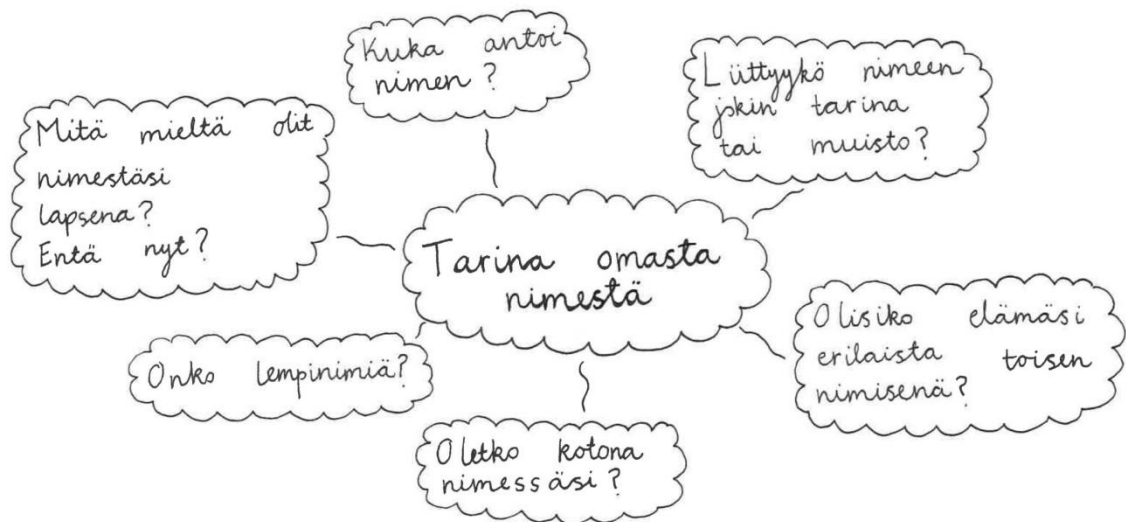 Kuka antoi
nimen?
Liittyykö nimeen
jokin tarina
tai muisto?
Mitä mieltä olit
nimestäsi
lapsena?
Entä nyt?
Tarina omasta
nimestä
Olisiko elämäsi
erilaista toisen
nimisenä?
Onko lempinimiä?
Oletko kotona
nimessäsi?